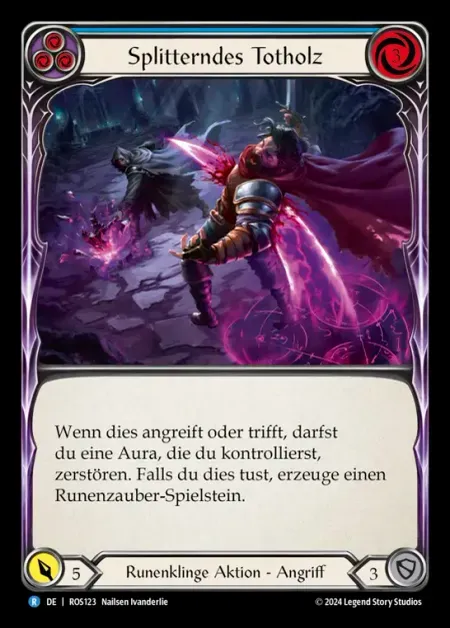 Splitterndes Totholz
3
Wenn dies angreift oder trifft, darfst
du eine Aura, die du kontrollierst,
zerstören. Falls du dies tust, erzeuge einen
Runenzauber-Spielstein.
5
Runenklinge Aktion - Angriff
3
R DE | ROS123 Nailsen Ivanderlie
© 2024 Legend Story Studios